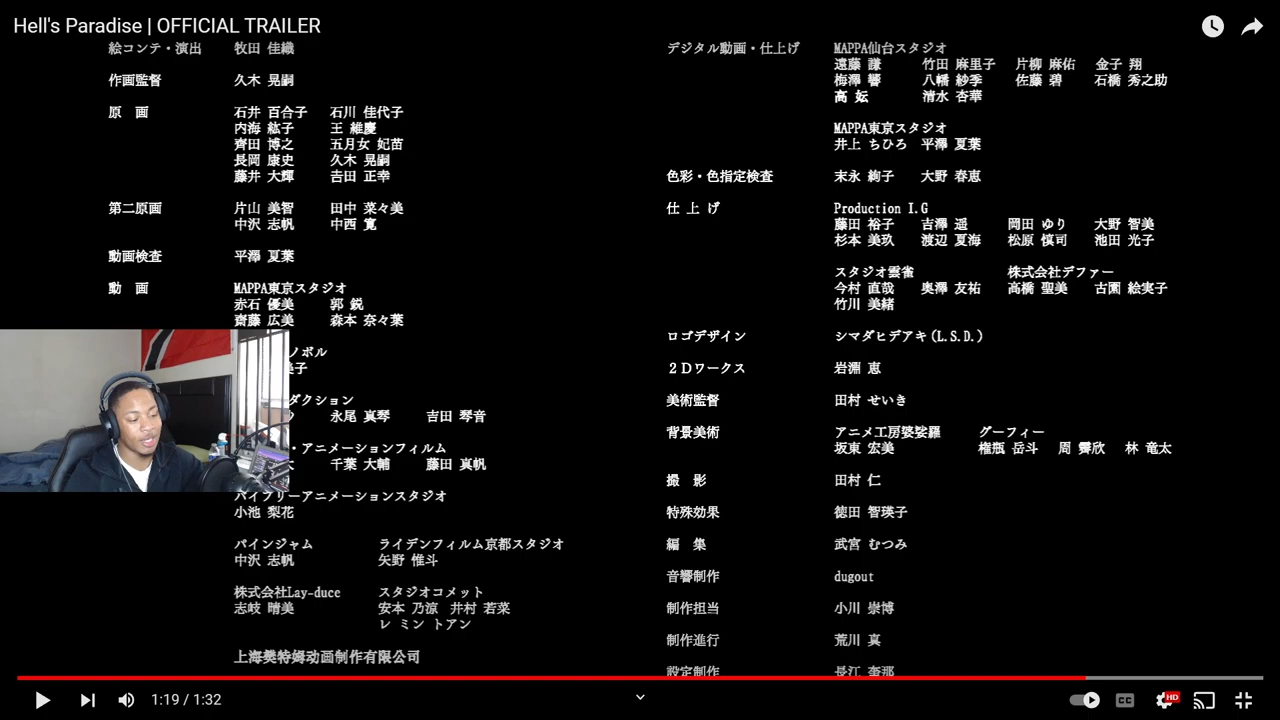 Hell's Paradise | OFFICIAL TRAILER
絵コンテ・演出 牧田 佳織
作画監督 久木 晃嗣
原 画 石井 百合子 石川 佳代子
内海 紘子 王 維慶
齊田 博之 五月女 妃苗
長岡 康史 久木 晃嗣
藤井 大輝 吉田 正幸
第二原画 片山 美智 田中 菜々美
中沢 志帆 中西 寛
動画検査 平澤 夏葉
動 画 MAPPA東京スタジオ
赤石 優美 郭 鋭
齋藤 広美 森本 奈々葉
ノボル
子
ダクション
永尾 真琴 吉田 琴音
・アニメーションフィルム
千葉 大輔 藤田 真帆
バイブリーアニメーションスタジオ
小池 梨花
パインジャム ライデンフィルム京都スタジオ
中沢 志帆 矢野 惟斗
株式会社Lay-duce スタジオコメット
志岐 晴美 安本 乃涼 井村 若菜
レ ミン トアン
上海樊特姆动画制作有限公司
デジタル動画・仕上げ MAPPA仙台スタジオ
遠藤 謙 竹田 麻里子 片柳 麻佑 金子 翔
梅澤 響 八幡 紗季 佐藤 碧 石橋 秀之助
高 妘 清水 杏華
MAPPA東京スタジオ
井上 ちひろ 平澤 夏葉
色彩・色指定検査 末永 絢子 大野 春恵
仕 上 げ Production I.G
藤田 裕子 吉澤 遥 岡田 ゆり 大野 智美
杉本 美玖 渡辺 夏海 松原 慎司 池田 光子
スタジオ雲雀 株式会社デファー
今村 直哉 奥澤 友祐 高橋 聖美 古園 絵実子
竹川 美緒
ロゴデザイン シマダヒデアキ(L.S.D.)
2Dワークス 岩淵 恵
美術監督 田村 せいき
背景美術 アニメ工房婆娑羅 グーフィー
坂東 宏美 権瓶 岳斗 周 霽欣 林 竜太
撮 影 田村 仁
特殊効果 徳田 智瑛子
編 集 武宮 むつみ
音響制作 dugout
制作担当 小川 崇博
制作進行 荒川 真
設定制作 長江 奎那
1:19 / 1:32
CC
HD